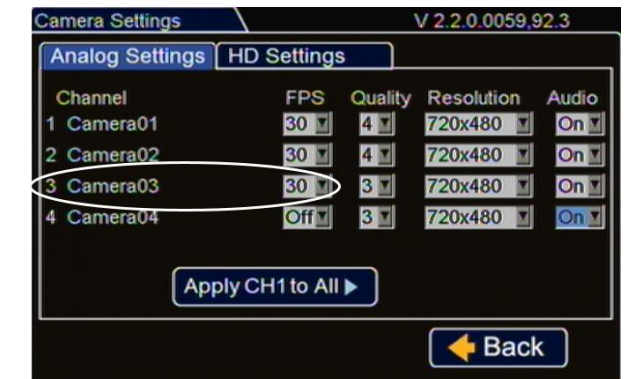 Camera Settings V 2.2.0.0059,92.3
Analog Settings HD Settings
Channel FPS Quality Resolution Audio
1 Camera01 30 4 720x480 On
2 Camera02 30 4 720x480 On
3 Camera03 30 3 720x480 On
4 Camera04 Off 3 720x480 On
Apply CH1 to All
Back